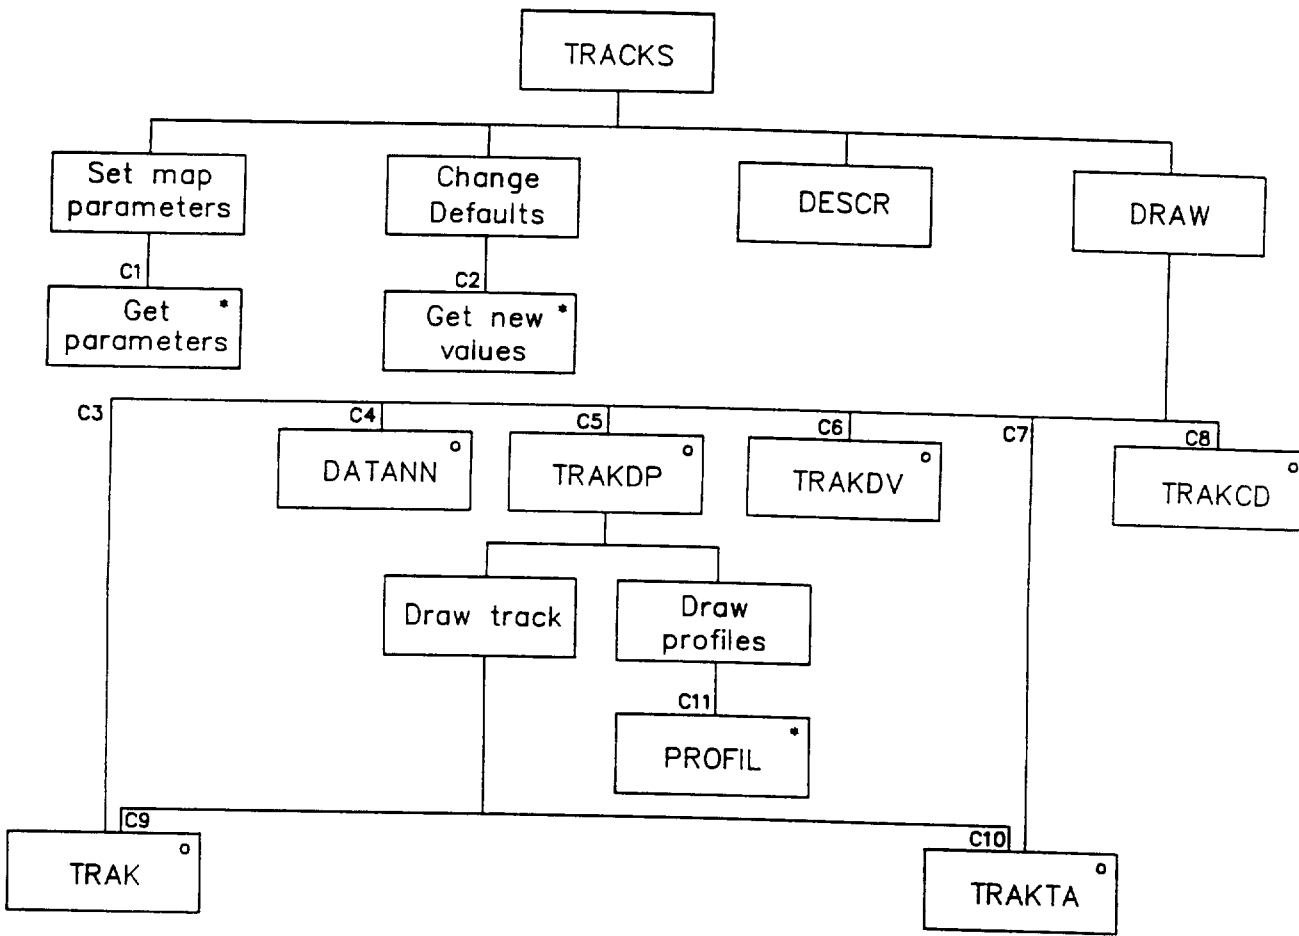 TRACKS
Set map
parameters
Change
Defaults
DESCR
DRAW
C1
C2
Get *
parameters
Get new *
values
C3
C4
C5
C6
C7
C8
DATANN o
TRAKDP o
TRAKDV o
TRAKCD o
Draw track
Draw
profiles
C11
PROFIL *
C9
C10
TRAK o
TRAKTA o